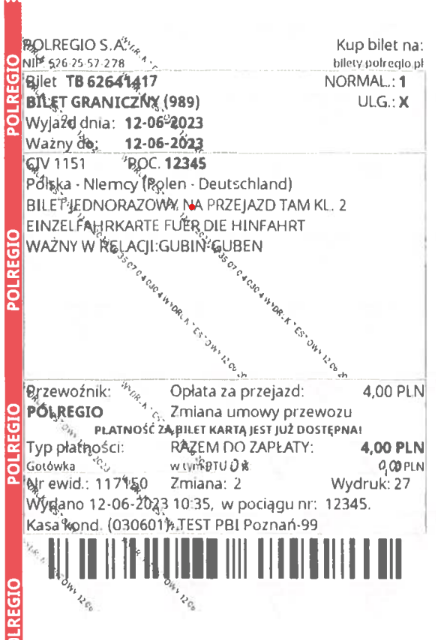 POLREGIO S.A.
Kup bilet na:
NIP 526-25-57-278
bilety.polregio.pl
Bilet TB 62641417
NORMAL.: 1
BILET GRANICZNY (989)
ULG.: X
Wyjazd dnia: 12-06-2023
Ważny do: 12-06-2023
CIV 1151 POC. 12345
Polska - Niemcy (Polen - Deutschland)
BILET JEDNORAZOWY NA PRZEJAZD TAM KL. 2
EINZELFAHRKARTE FUER DIE HINFAHRT
WAŻNY W RELACJI:GUBIN-GUBEN
Przewoźnik: Opłata za przejazd: 4,00 PLN
POLREGIO Zmiana umowy przewozu
PŁATNOŚĆ ZA BILET KARTĄ JEST JUŻ DOSTĘPNA!
Typ płatności: RAZEM DO ZAPŁATY: 4,00 PLN
Gotówka w tym PTU PLN
Nr ewid.: 117150 Zmiana: 2 Wydruk: 27
Wydano 12-06-2023 10:35, w pociągu nr: 12345.
Kasa kond. (030601) TEST PBI Poznań-99
POLREGIO
POLREGIO
POLREGIO
POLREGIO